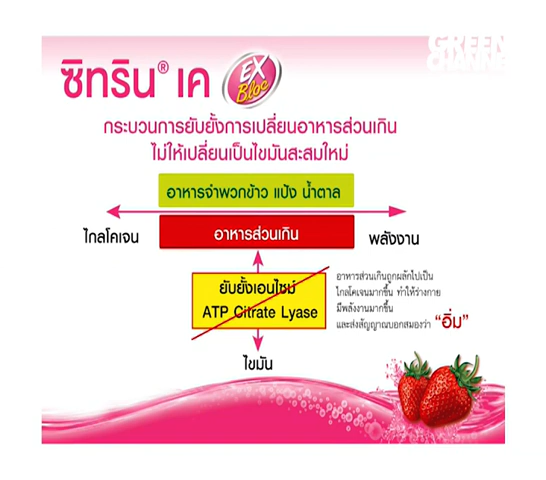 GREEN
CHANNEL
ซิทริน® เค
EX
Bloc
กระบวนการยับยั้งการเปลี่ยนอาหารส่วนเกิน
ไม่ให้เปลี่ยนเป็นไขมันสะสมใหม่
อาหารจำพวกข้าว แป้ง น้ำตาล
ไกลโคเจน
อาหารส่วนเกิน
พลังงาน
ยับยั้งเอนไซม์
ATP Citrate Lyase
อาหารส่วนเกินถูกผลักไปเป็น
ไกลโคเจนมากขึ้น ทำให้ร่างกาย
มีพลังงานมากขึ้น
และส่งสัญญาณบอกสมองว่า “อิ่ม”
ไขมัน